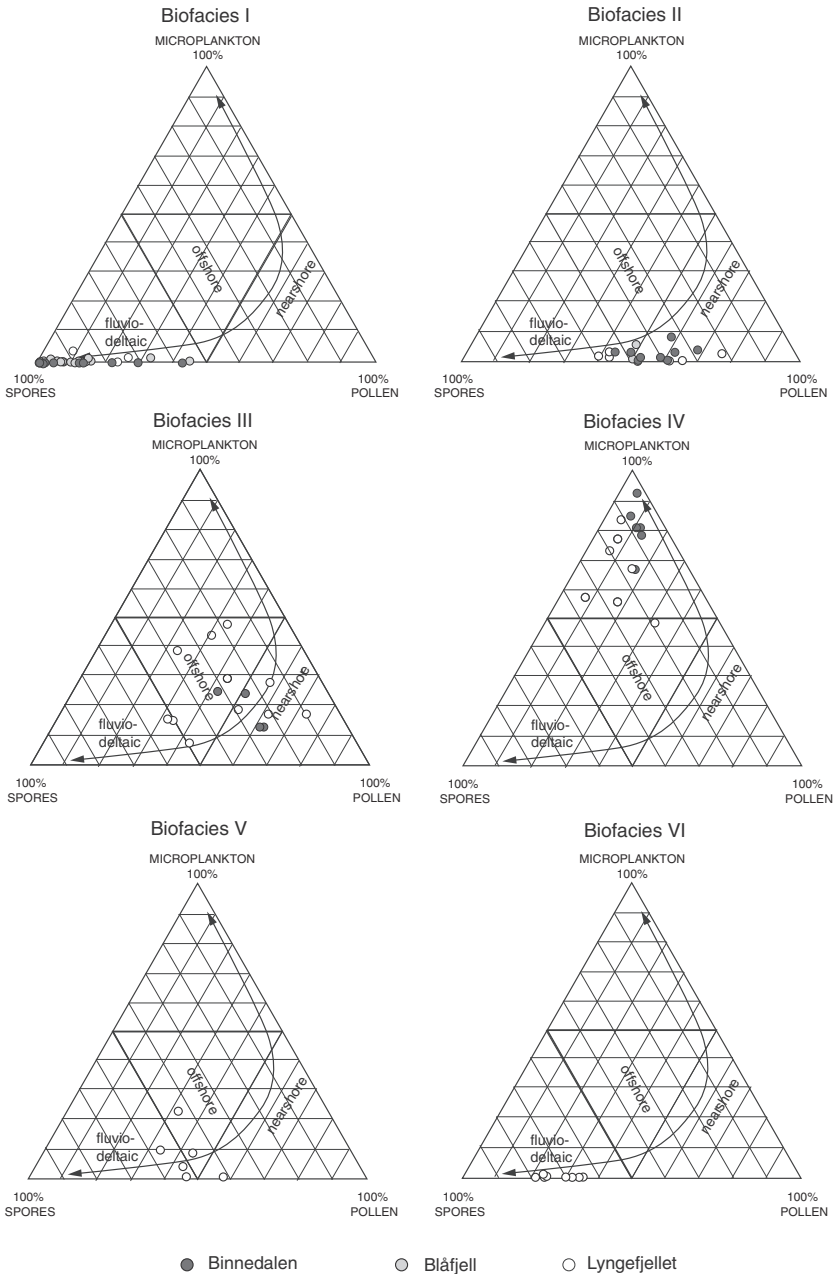 Biofacies I
MICROPLANKTON
100%
offshore
nearshore
fluvio-
deltaic
100%
SPORES
100%
POLLEN
Biofacies II
MICROPLANKTON
100%
offshore
nearshore
fluvio-
deltaic
100%
SPORES
100%
POLLEN
Biofacies III
MICROPLANKTON
100%
offshore
nearshore
fluvio-
deltaic
100%
SPORES
100%
POLLEN
Biofacies IV
MICROPLANKTON
100%
offshore
nearshore
fluvio-
deltaic
100%
SPORES
100%
POLLEN
Biofacies V
MICROPLANKTON
100%
offshore
nearshore
fluvio-
deltaic
100%
SPORES
100%
POLLEN
Biofacies VI
MICROPLANKTON
100%
offshore
nearshore
fluvio-
deltaic
100%
SPORES
100%
POLLEN
Binnedalen
Blåfjell
Lyngefjellet